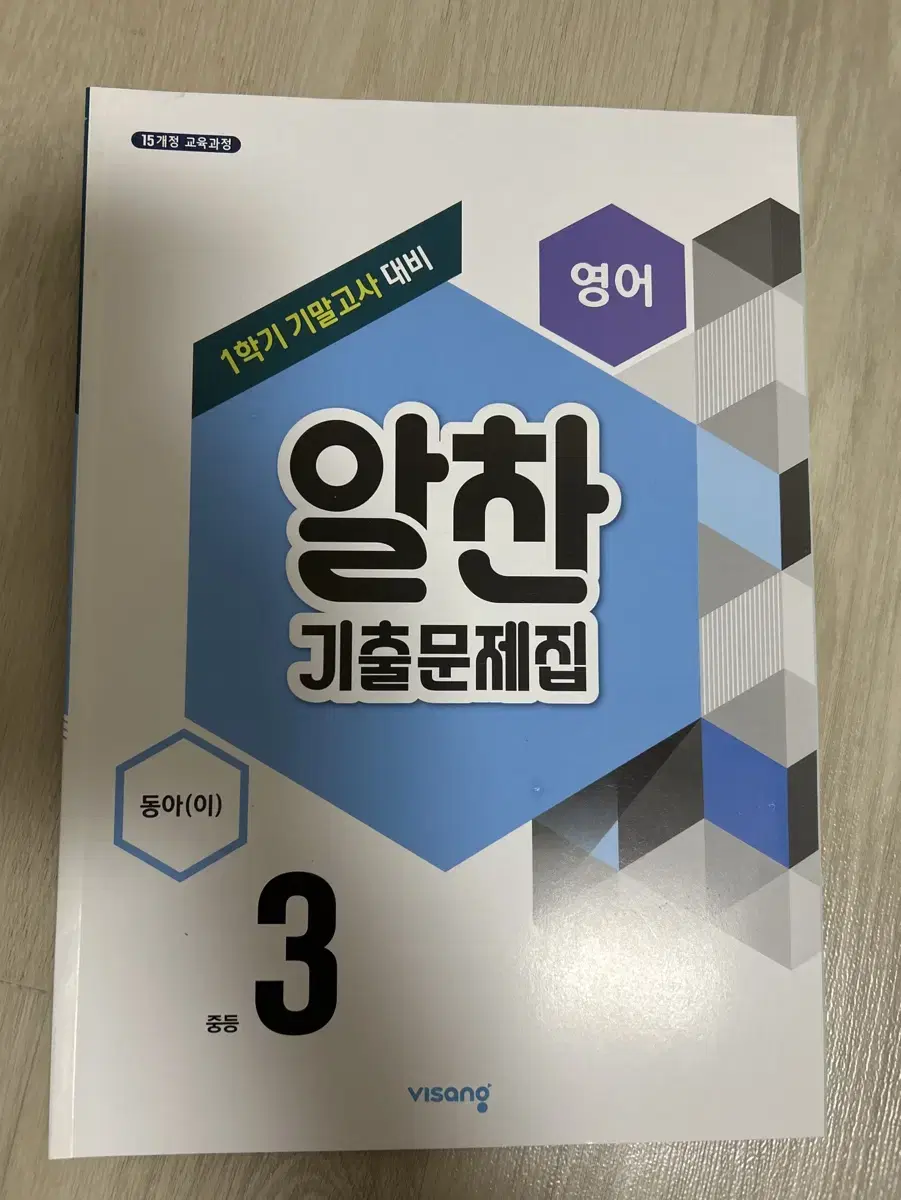 15개정 교육과정
1학기 기말고사 대비
영어
알찬
기출문제집
동아(이)
중등 3
visang